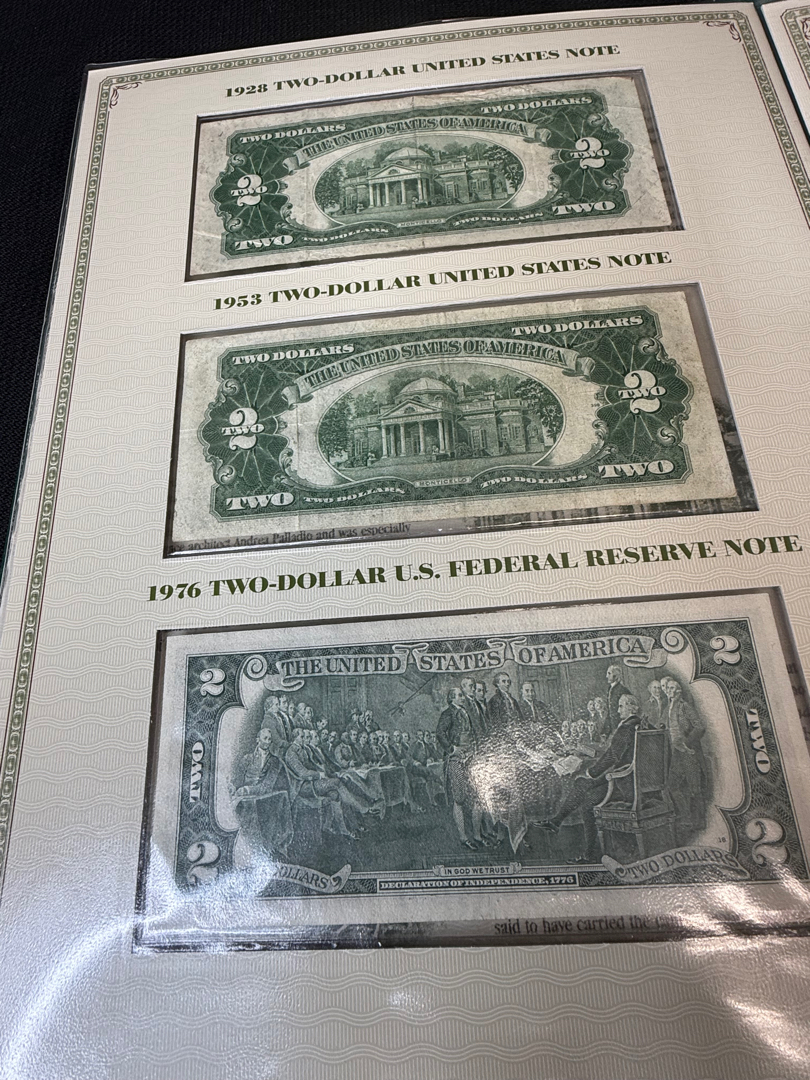 1928 TWO-DOLLAR UNITED STATES NOTE
TWO DOLLARS
TWO DOLLARS
THE UNITED STATES OF AMERICA
2
TWO
2
TWO
MONTICELLO
TWO
TWO DOLLARS
TWO DOLLARS
TWO
1953 TWO-DOLLAR UNITED STATES NOTE
TWO DOLLARS
TWO DOLLARS
THE UNITED STATES OF AMERICA
2
TWO
2
TWO
MONTICELLO
TWO
TWO DOLLARS
TWO DOLLARS
TWO
architect Andrea Palladio and was especially
1976 TWO-DOLLAR U.S. FEDERAL RESERVE NOTE
2
THE UNITED STATES OF AMERICA
2
TWO
TWO
2
2
IN GOD WE TRUST
DOLLARS
TWO DOLLARS
DECLARATION OF INDEPENDENCE, 1776
said to have carried the